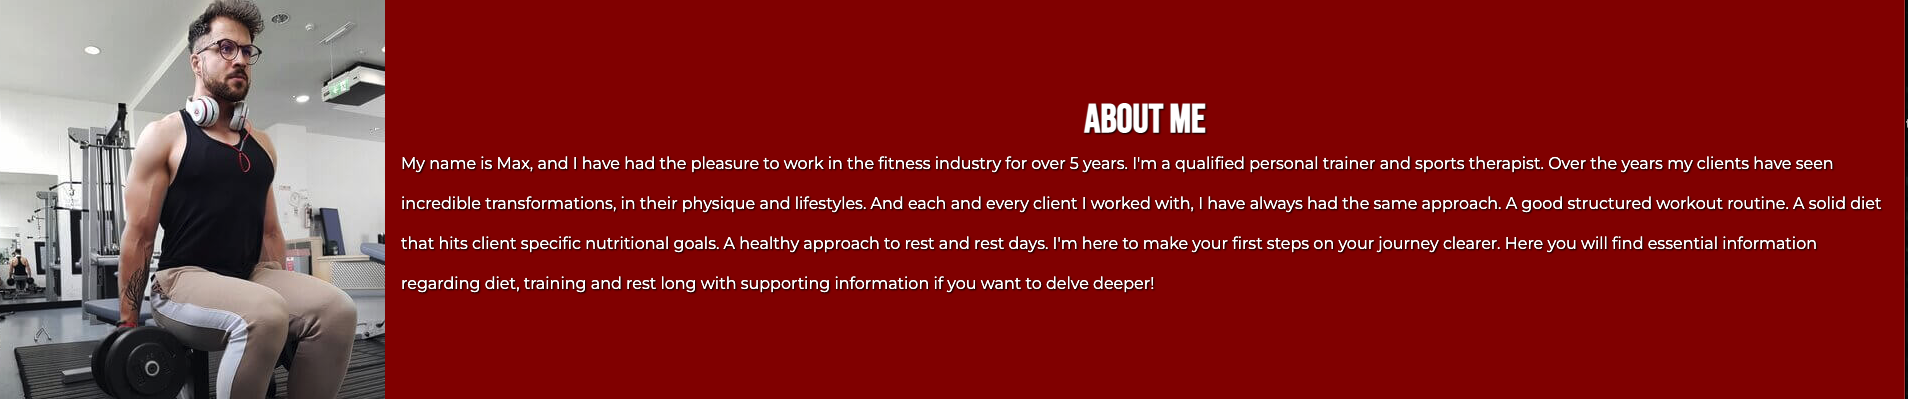 ABOUT ME
My name is Max, and I have had the pleasure to work in the fitness industry for over 5 years. I'm a qualified personal trainer and sports therapist. Over the years my clients have seen
incredible transformations, in their physique and lifestyles. And each and every client I worked with, I have always had the same approach. A good structured workout routine. A solid diet
that hits client specific nutritional goals. A healthy approach to rest and rest days. I'm here to make your first steps on your journey clearer. Here you will find essential information
regarding diet, training and rest long with supporting information if you want to delve deeper!